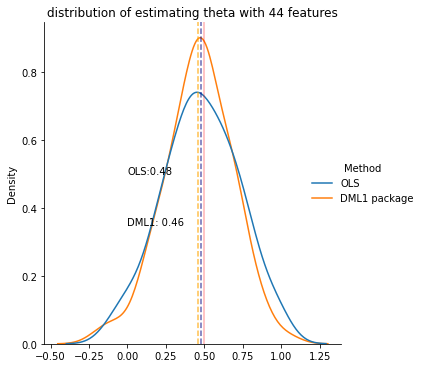 distribution of estimating theta with 44 features
Density
0.8
0.6
0.4
0.2
0.0
OLS:0.48
DML1: 0.46
Method
OLS
DML1 package
−0.50 −0.25 0.00 0.25 0.50 0.75 1.00 1.25